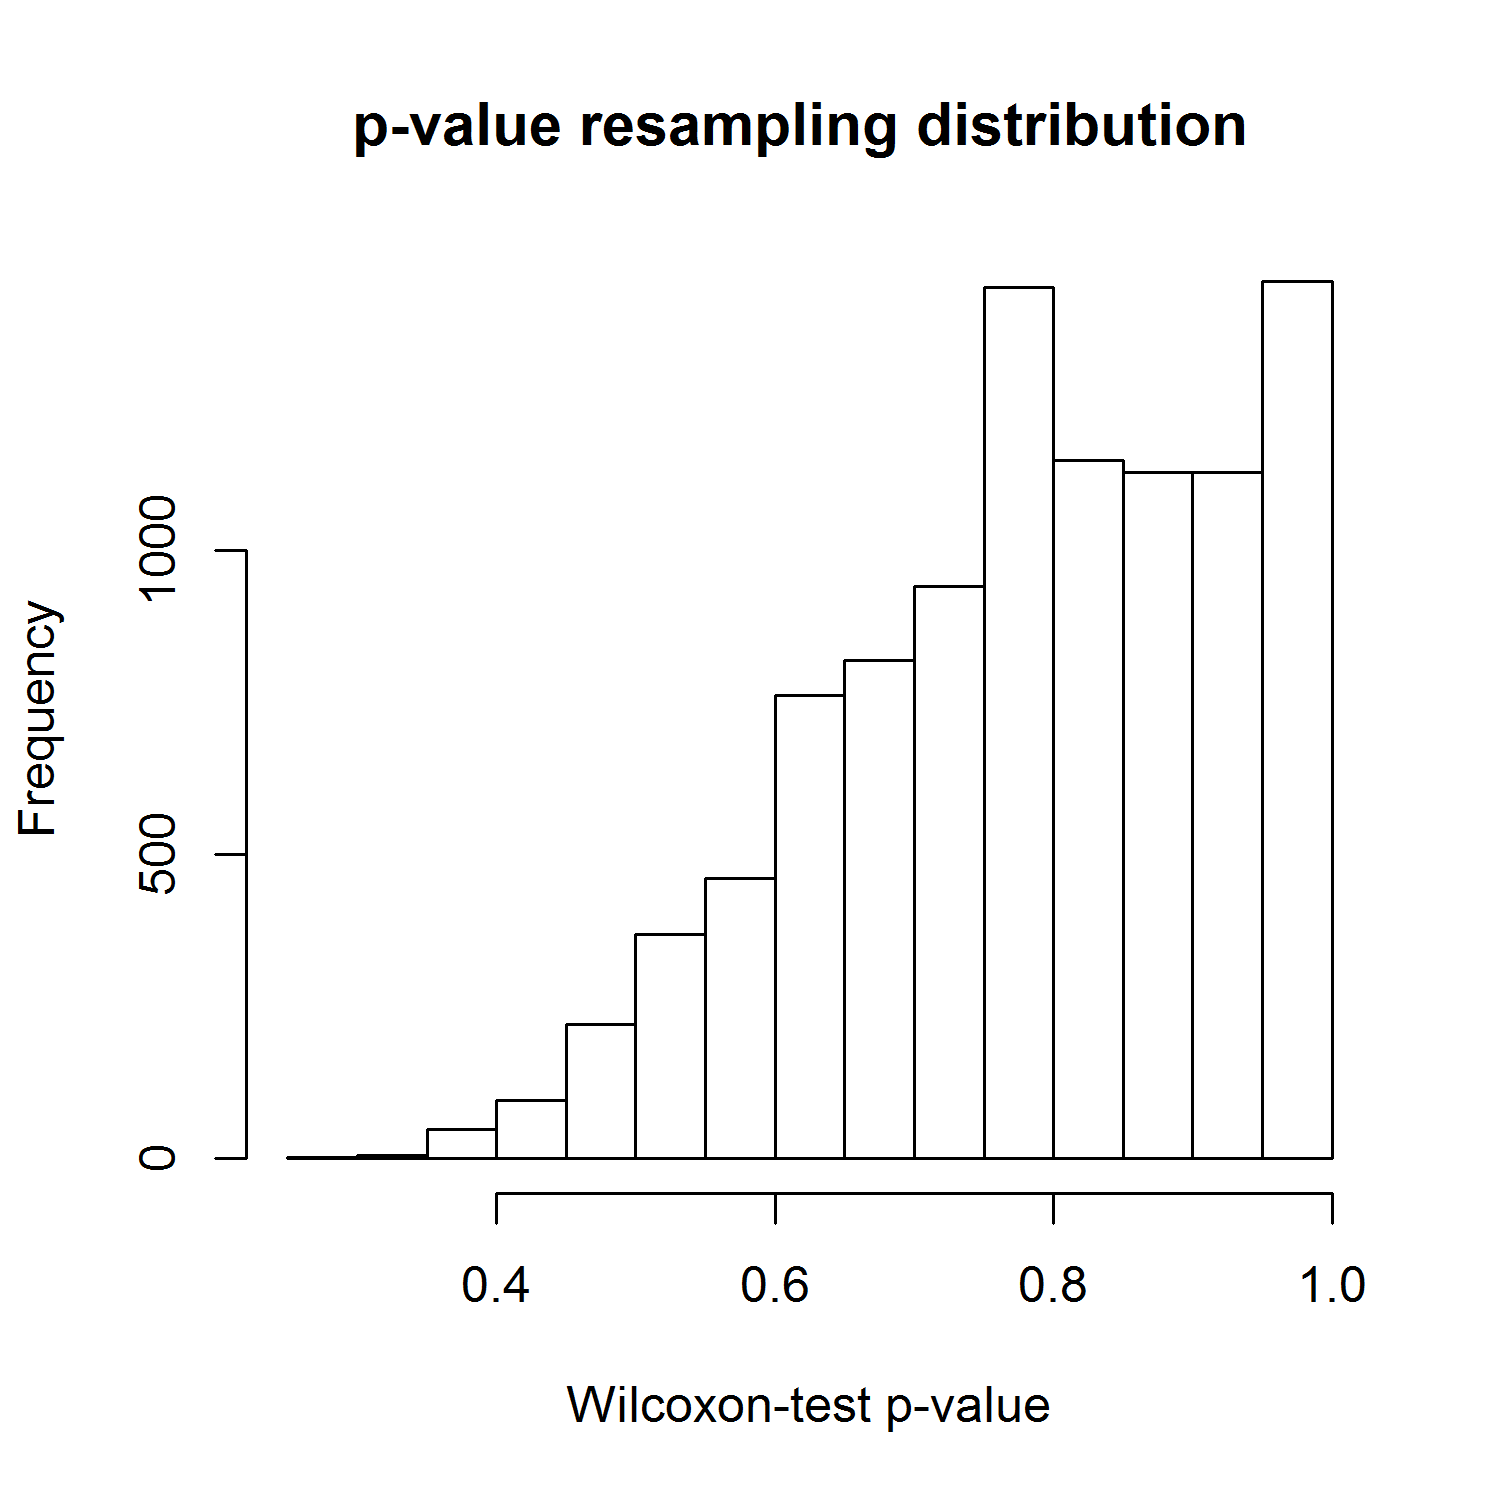 p-value resampling distribution
Frequency
1000
500
0
0.4 0.6 0.8 1.0
Wilcoxon-test p-value